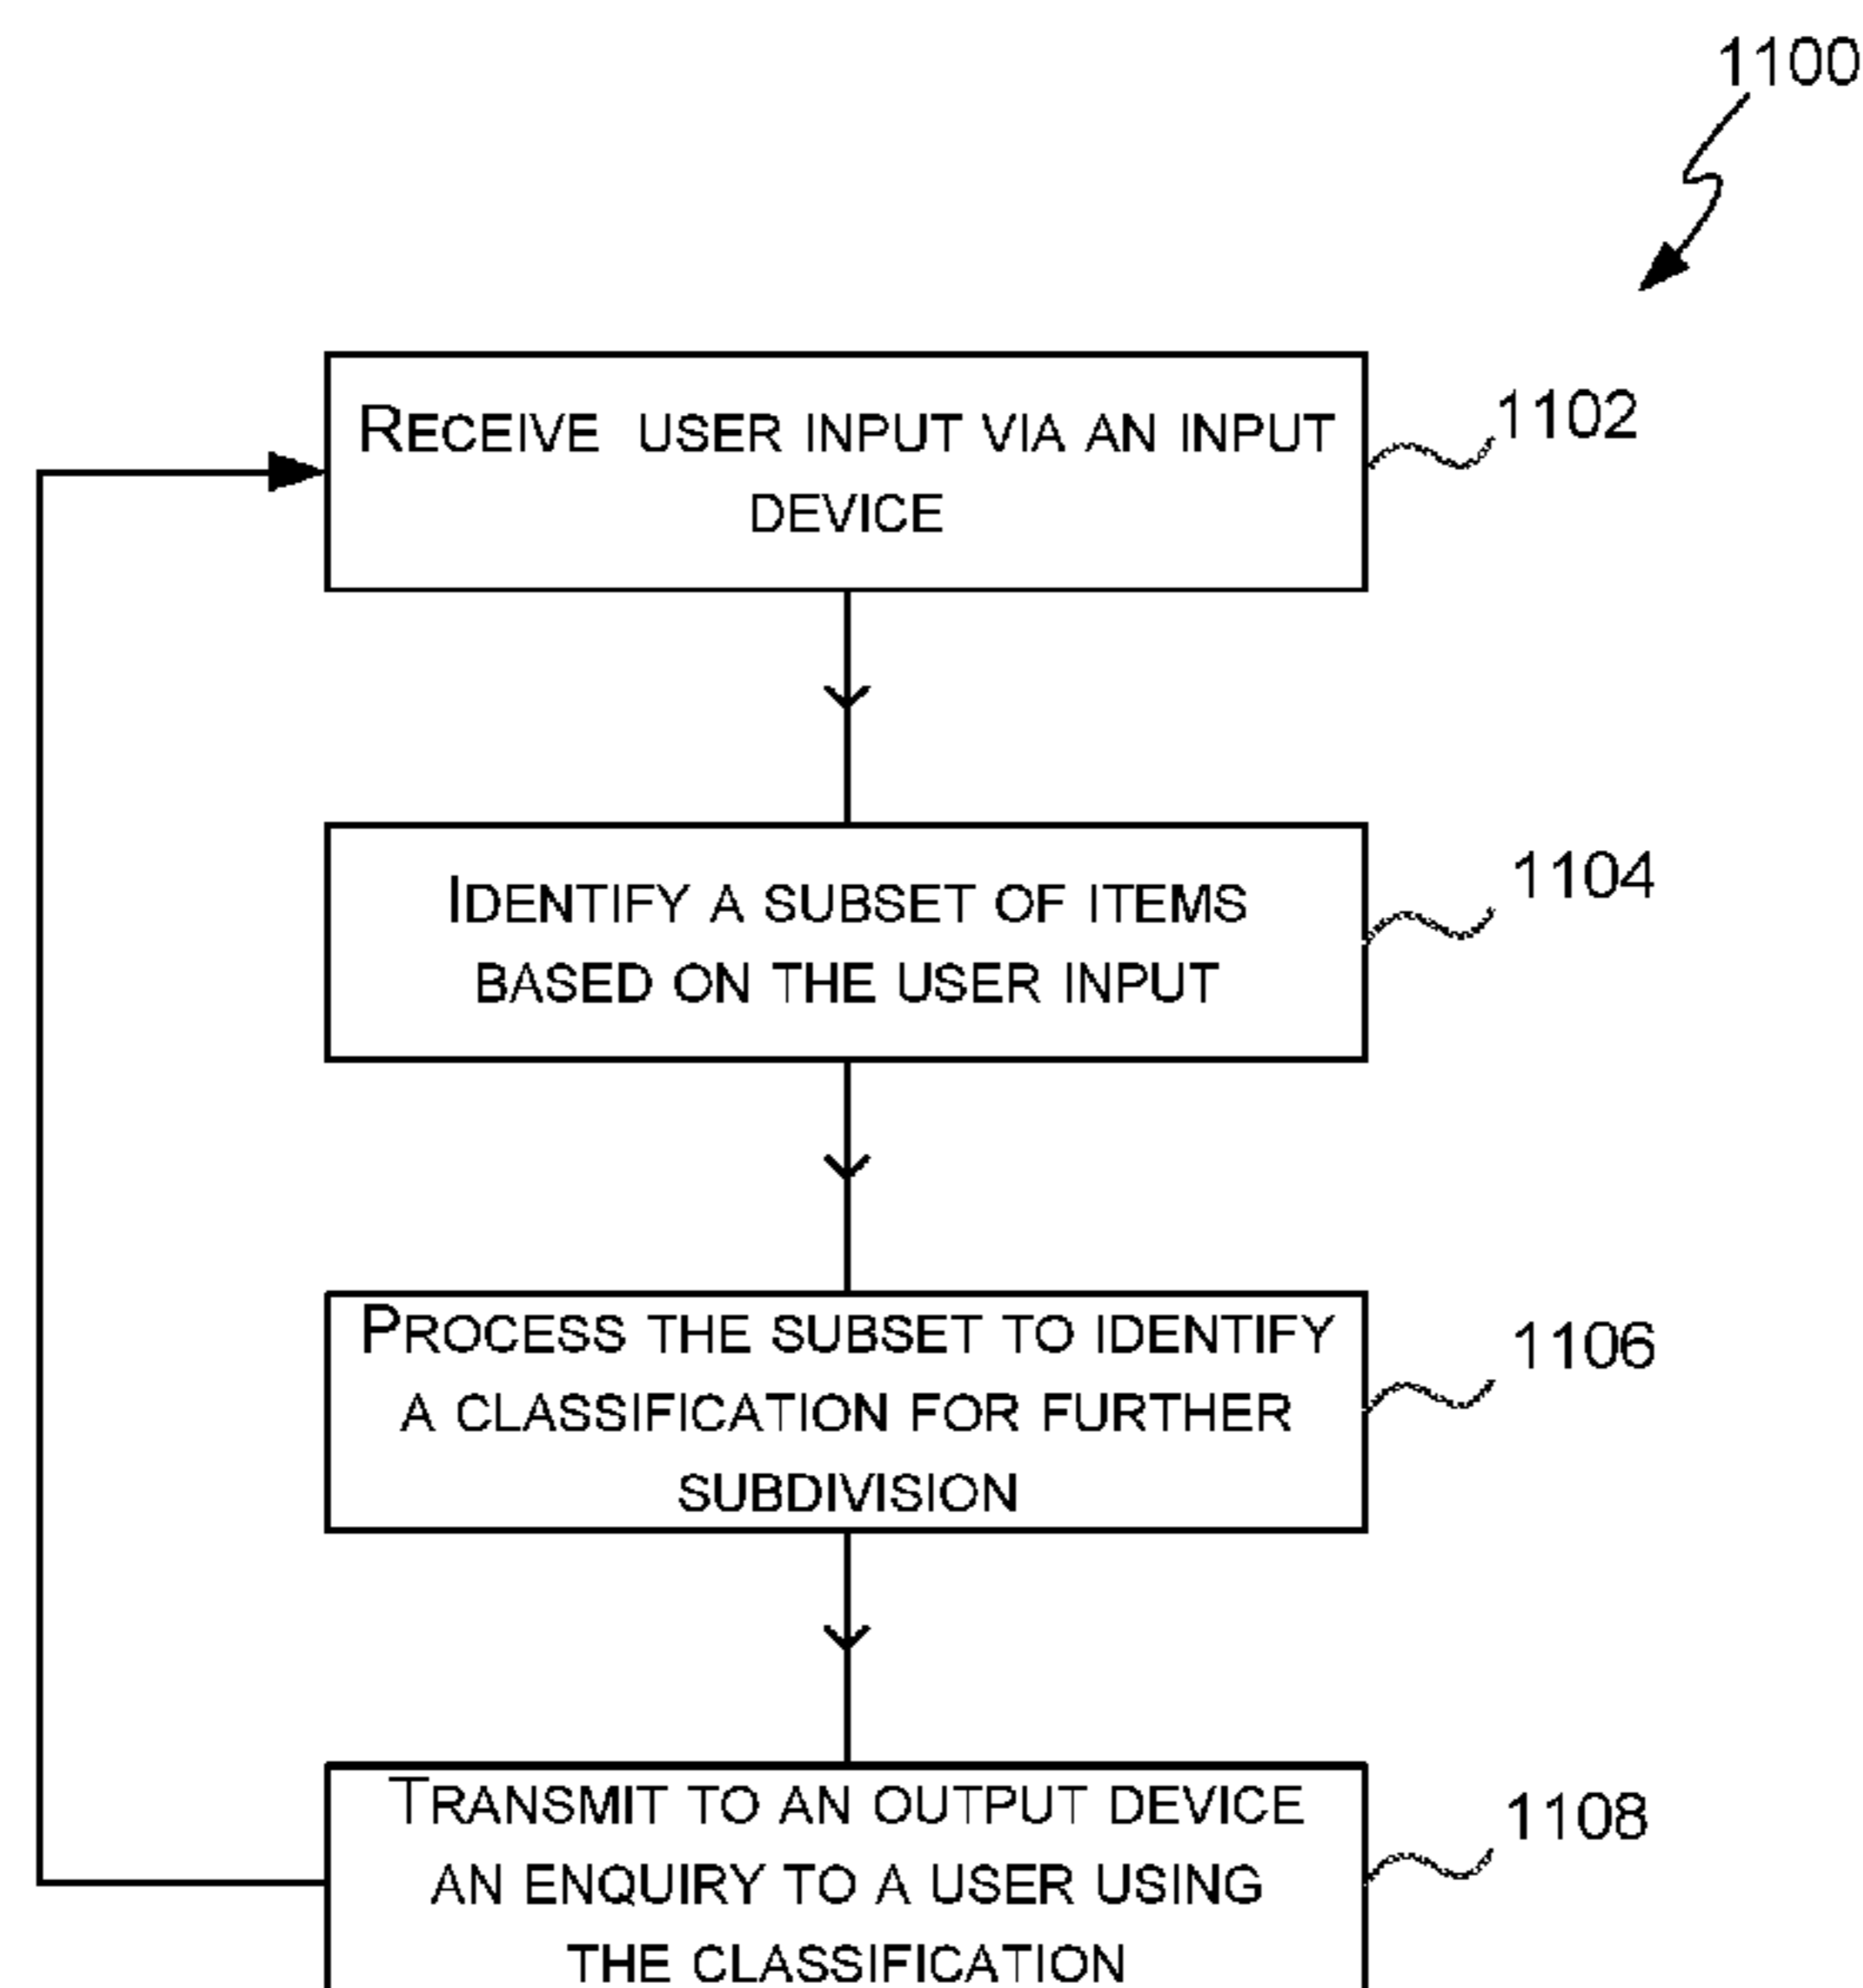 1100
RECEIVE USER INPUT VIA AN INPUT
DEVICE
1102
IDENTIFY A SUBSET OF ITEMS
BASED ON THE USER INPUT
1104
PROCESS THE SUBSET TO IDENTIFY
A CLASSIFICATION FOR FURTHER
SUBDIVISION
1106
TRANSMIT TO AN OUTPUT DEVICE
AN ENQUIRY TO A USER USING
THE CLASSIFICATION
1108